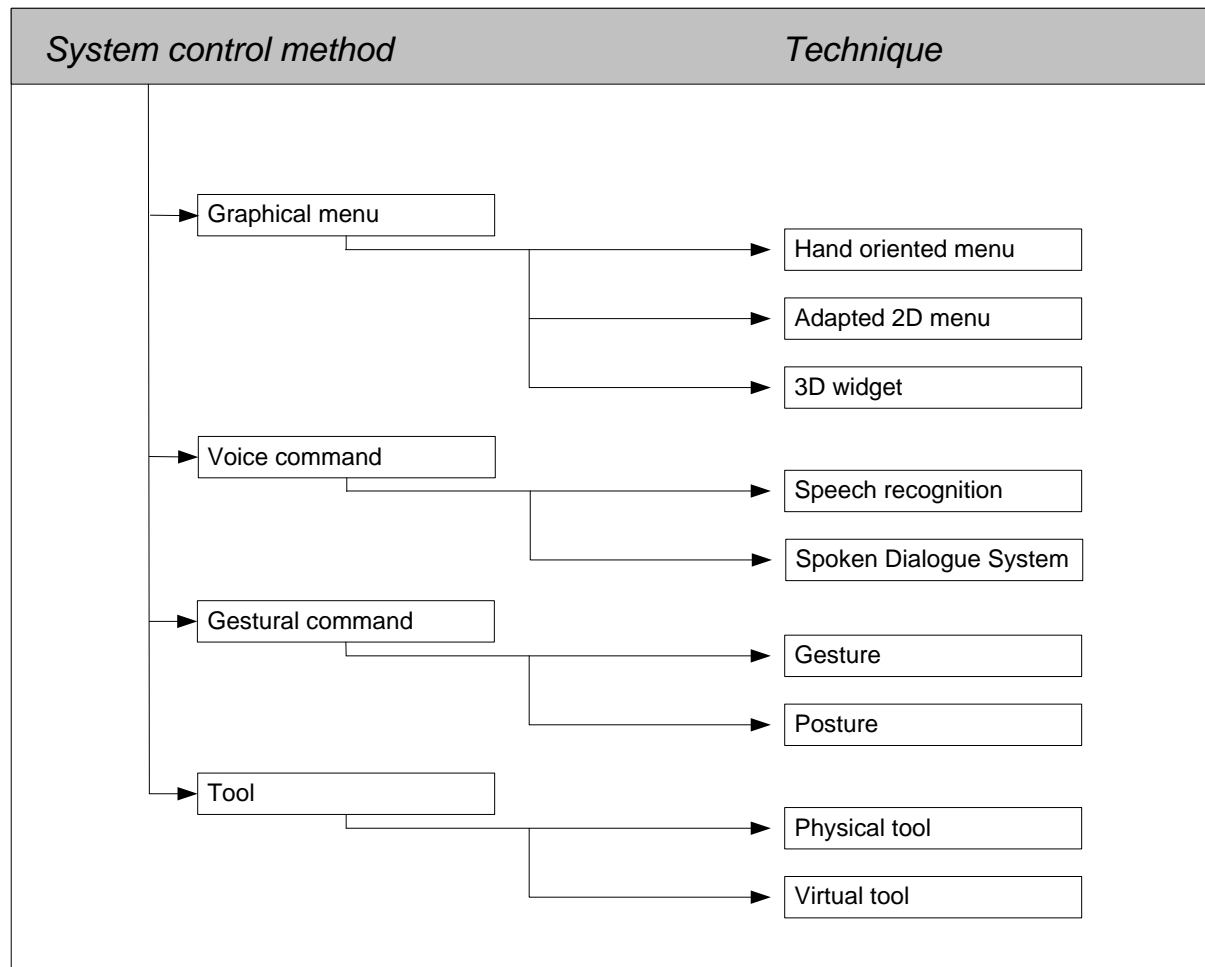 System control method
Technique
Graphical menu
Hand oriented menu
Adapted 2D menu
3D widget
Voice command
Speech recognition
Spoken Dialogue System
Gestural command
Gesture
Posture
Tool
Physical tool
Virtual tool